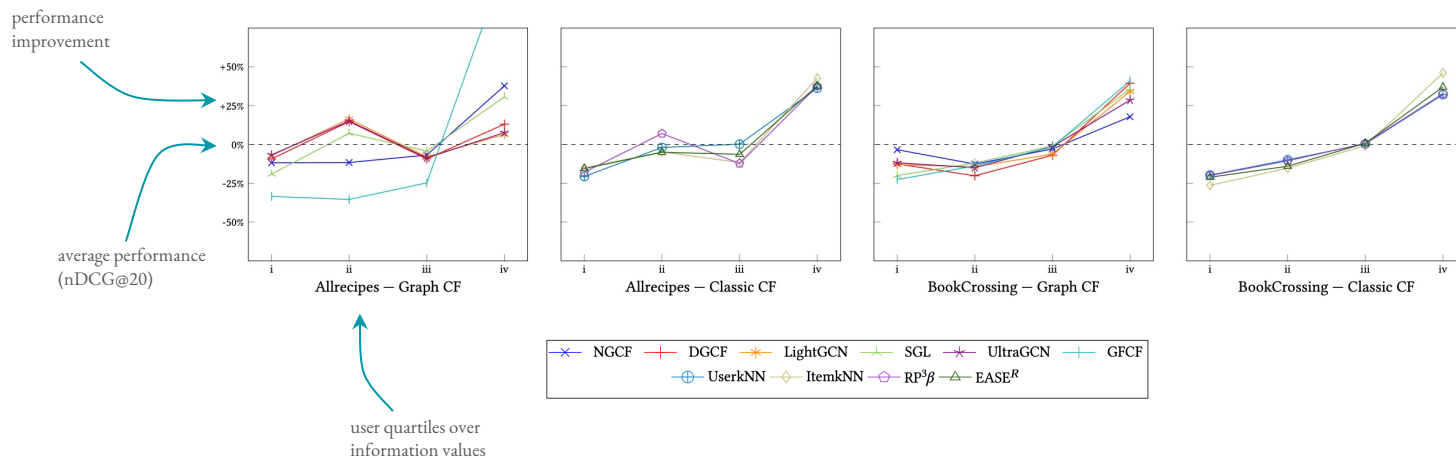 performance
improvement
+50%
+25%
0%
-25%
-50%
average performance
(nDCG@20)
i ii iii iv
Allrecipes — Graph CF
i ii iii iv
Allrecipes — Classic CF
i ii iii iv
BookCrossing — Graph CF
i ii iii iv
BookCrossing — Classic CF
NGCF DGCF LightGCN SGL UltraGCN GFCF
UserkNN ItemkNN RP³β EASEᴿ
user quartiles over
information values